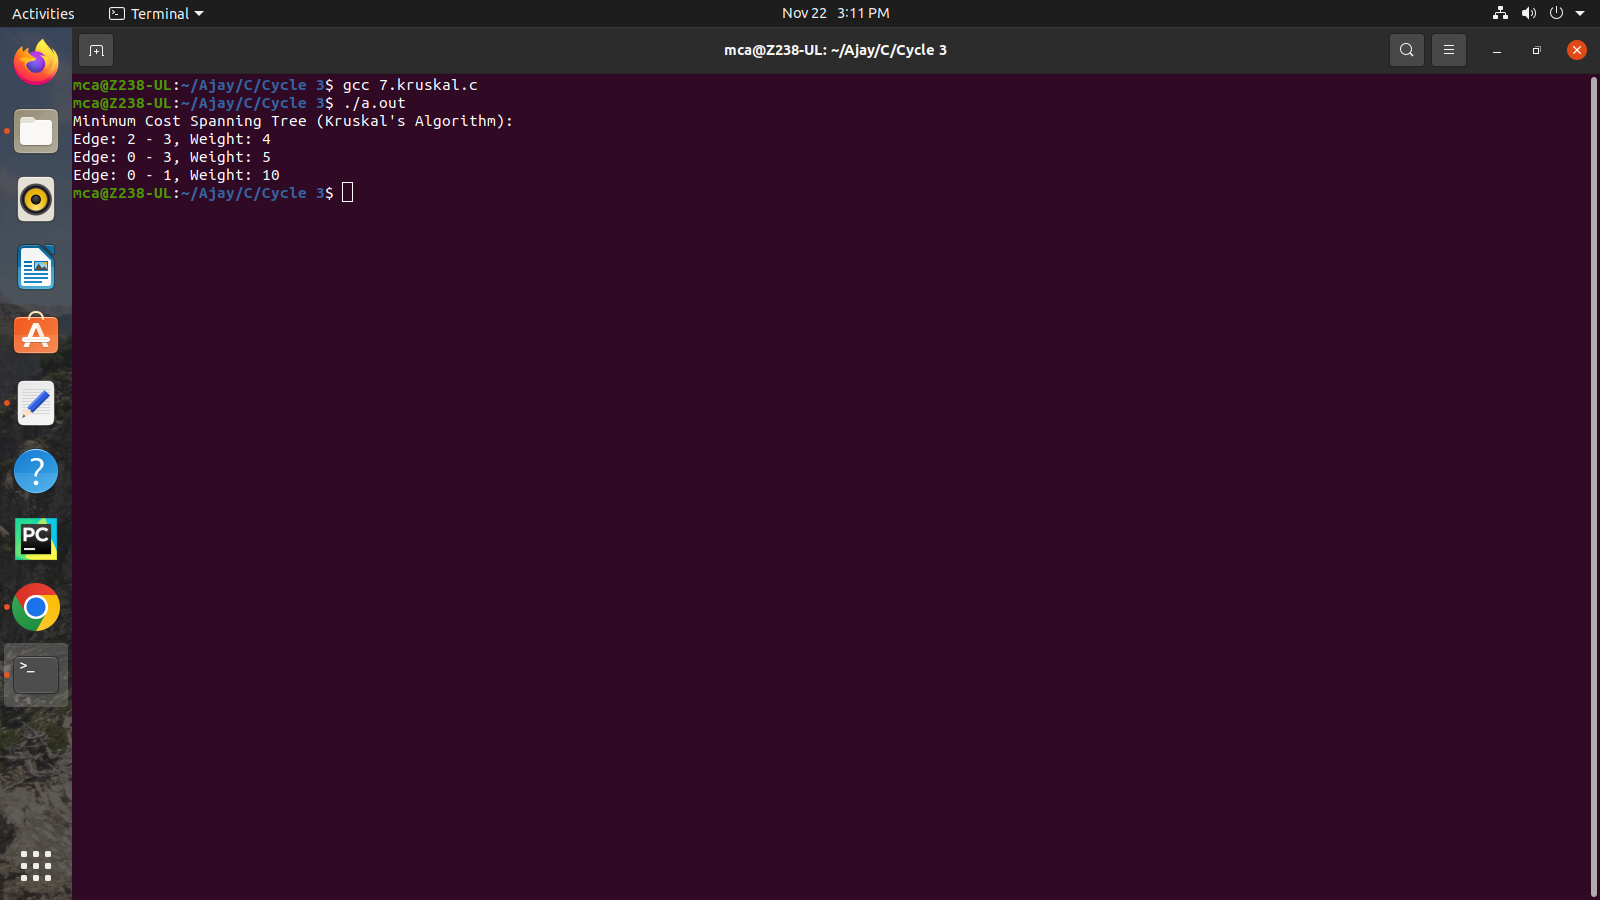 Activities
Terminal
Nov 22 3:11 PM
mca@Z238-UL: ~/Ajay/C/Cycle 3
mca@Z238-UL:~/Ajay/C/Cycle 3$ gcc 7.kruskal.c
mca@Z238-UL:~/Ajay/C/Cycle 3$ ./a.out
Minimum Cost Spanning Tree (Kruskal's Algorithm):
Edge: 2 - 3, Weight: 4
Edge: 0 - 3, Weight: 5
Edge: 0 - 1, Weight: 10
mca@Z238-UL:~/Ajay/C/Cycle 3$
?
PC
>_